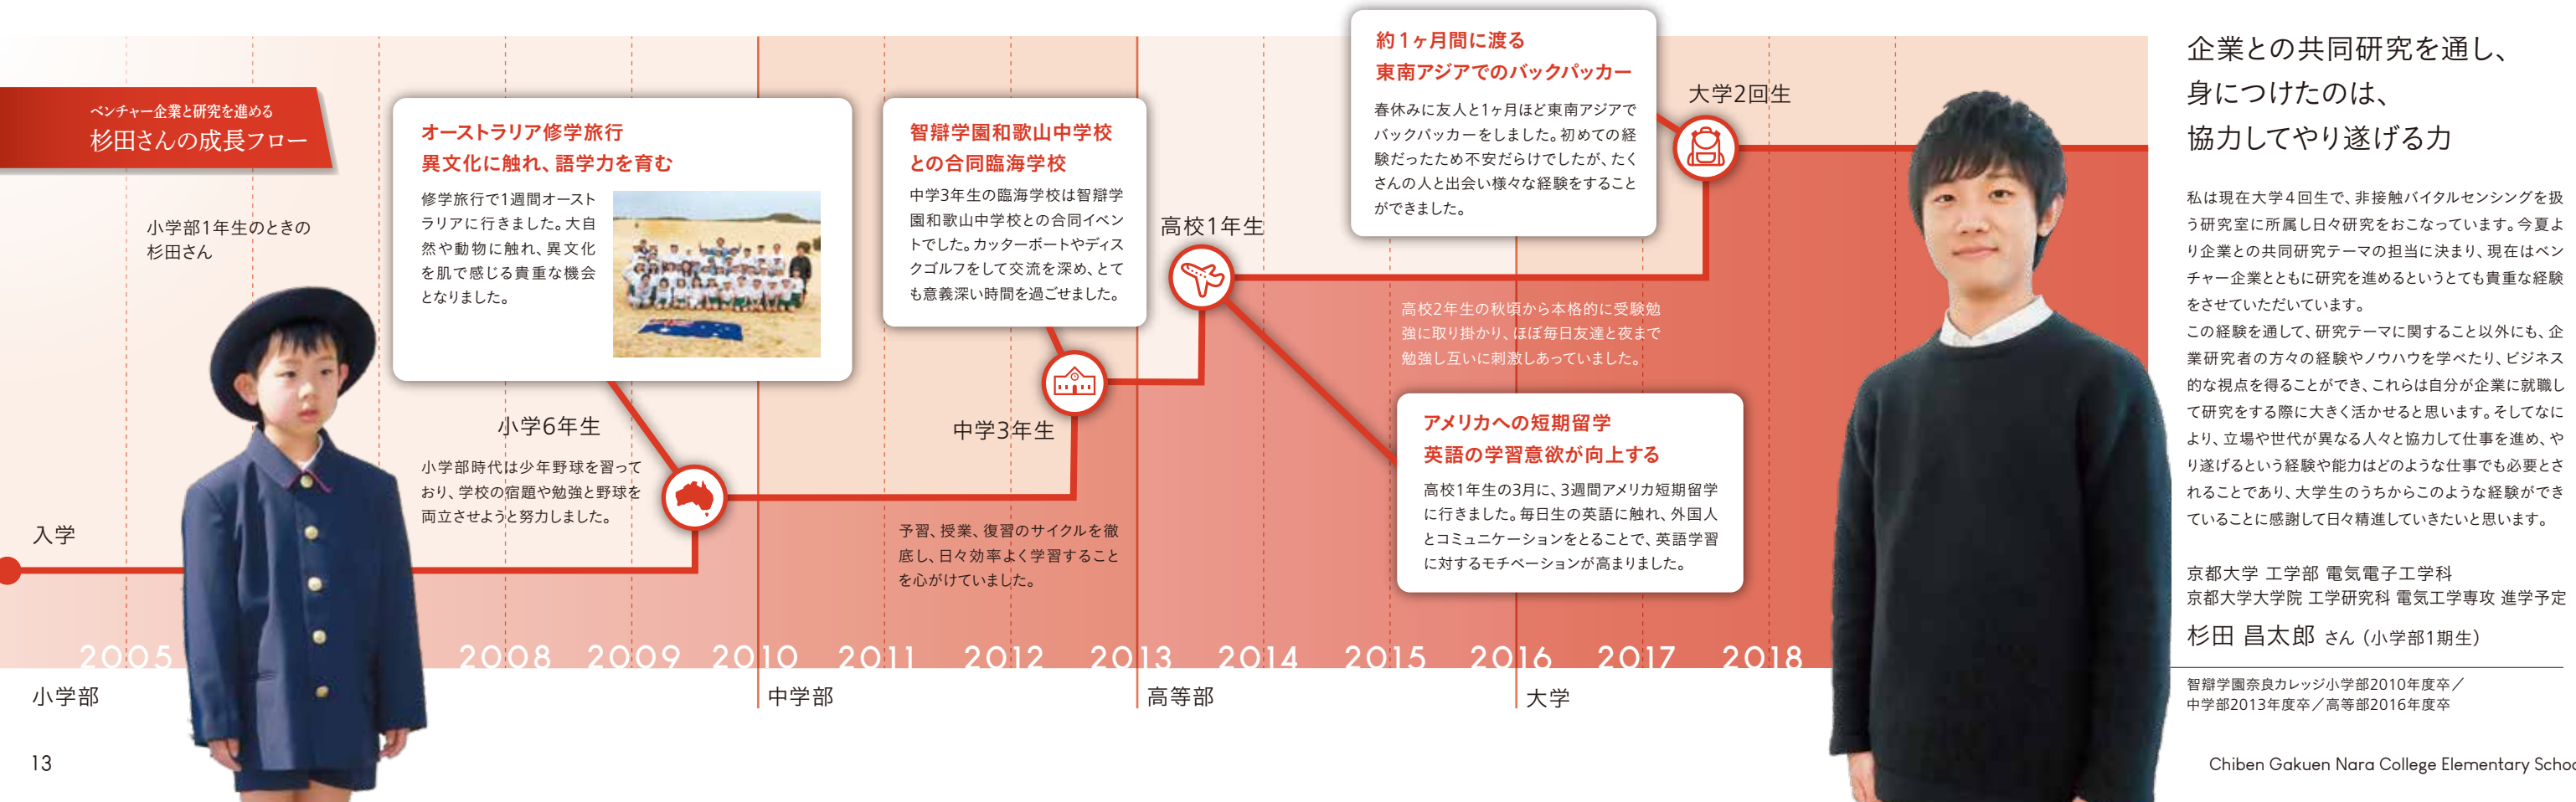 ベンチャー企業と研究を進める
杉田さんの成長フロー
小学部1年生のときの
杉田さん
入学
オーストラリア修学旅行
異文化に触れ、語学力を育む
修学旅行で1週間オースト
ラリアに行きました。大自
然や動物に触れ、異文化
を肌で感じる貴重な機会
となりました。
小学6年生
小学部時代は少年野球を習って
おり、学校の宿題や勉強と野球を
両立させようと努力しました。
智辯学園和歌山中学校
との合同臨海学校
中学3年生の臨海学校は智辯学
園和歌山中学校との合同イベン
トでした。カッターボートやディス
クゴルフをして交流を深め、とて
も意義深い時間を過ごせました。
中学3年生
予習、授業、復習のサイクルを徹
底し、日々効率よく学習すること
を心がけていました。
高校1年生
約1ヶ月間に渡る
東南アジアでのバックパッカー
春休みに友人と1ヶ月ほど東南アジアで
バックパッカーをしました。初めての経
験だったため不安だらけでしたが、たく
さんの人と出会い様々な経験をすること
ができました。
大学2回生
高校2年生の秋頃から本格的に受験勉
強に取り掛かり、ほぼ毎日友達と夜まで
勉強し互いに刺激しあっていました。
アメリカへの短期留学
英語の学習意欲が向上する
高校1年生の3月に、3週間アメリカ短期留学
に行きました。毎日生の英語に触れ、外国人
とコミュニケーションをとることで、英語学習
に対するモチベーションが高まりました。
2005 2008 2009 2010 2011 2012 2013 2014 2015 2016 2017 2018
小学部 中学部 高等部 大学
企業との共同研究を通し、
身につけたのは、
協力してやり遂げる力
私は現在大学4回生で、非接触バイタルセンシングを扱
う研究室に所属し日々研究をおこなっています。今夏よ
り企業との共同研究テーマの担当に決まり、現在はベン
チャー企業とともに研究を進めるというとても貴重な経験
をさせていただいています。
この経験を通して、研究テーマに関すること以外にも、企
業研究者の方々の経験やノウハウを学べたり、ビジネス
的な視点を得ることができ、これらは自分が企業に就職し
て研究をする際に大きく活かせると思います。そしてなに
より、立場や世代が異なる人々と協力して仕事を進め、や
り遂げるという経験や能力はどのような仕事でも必要とさ
れることであり、大学生のうちからこのような経験ができ
ていることに感謝して日々精進していきたいと思います。
京都大学 工学部 電気電子工学科
京都大学大学院 工学研究科 電気工学専攻 進学予定
杉田 昌太郎 さん（小学部1期生）
智辯学園奈良カレッジ小学部2010年度卒／
中学部2013年度卒／高等部2016年度卒
13
Chiben Gakuen Nara College Elementary Schoo